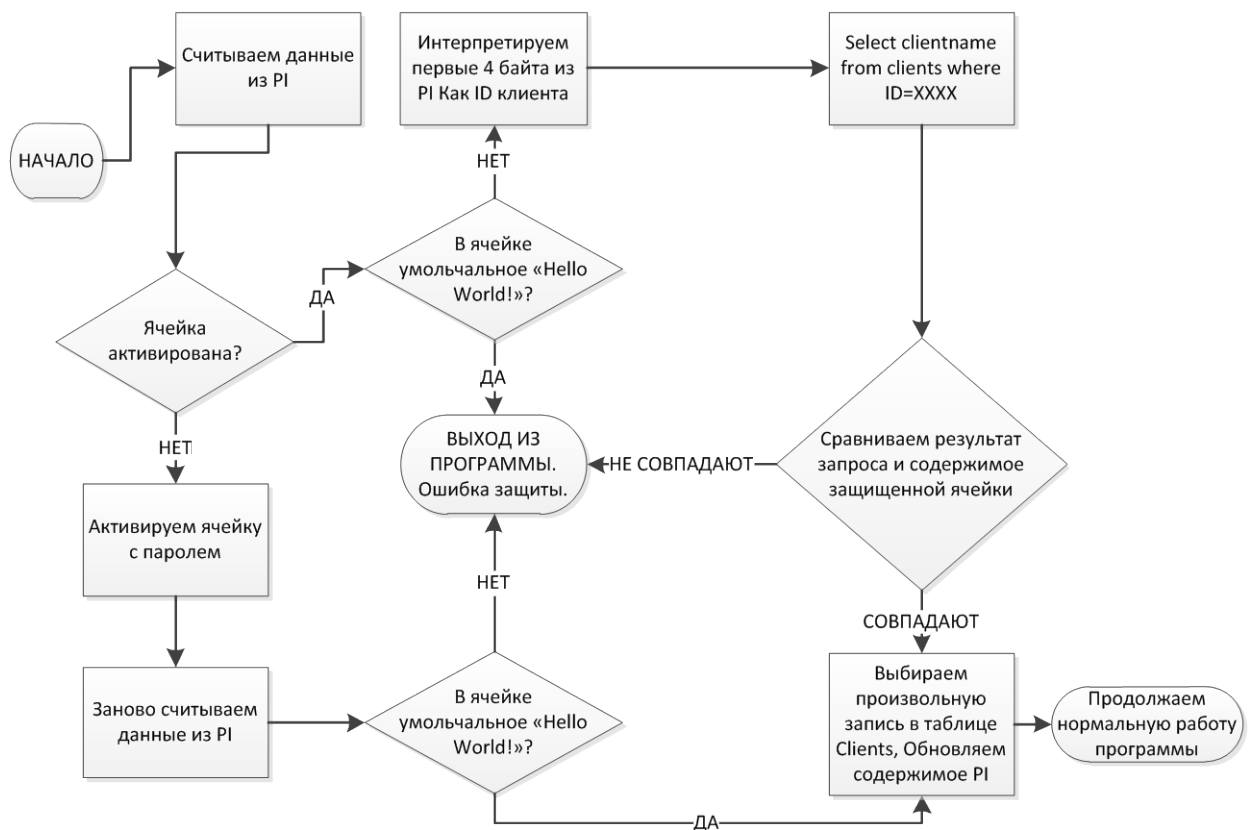 НАЧАЛО
Считываем данные
из PI
Ячейка
активирована?
ДА
НЕТ
Активируем ячейку
с паролем
Заново считываем
данные из PI
Интерпретируем
первые 4 байта из
PI Как ID клиента
НЕТ
В ячейке
умольчальное «Hello
World!»?
ДА
ВЫХОД ИЗ
ПРОГРАММЫ.
Ошибка защиты.
НЕТ
В ячейке
умольчальное «Hello
World!»?
ДА
Select clientname
from clients where
ID=XXXX
Сравниваем результат
запроса и содержимое
защищенной ячейки
НЕ СОВПАДАЮТ
СОВПАДАЮТ
Выбираем
произвольную
запись в таблице
Clients, Обновляем
содержимое PI
Продолжаем
нормальную работу
программы